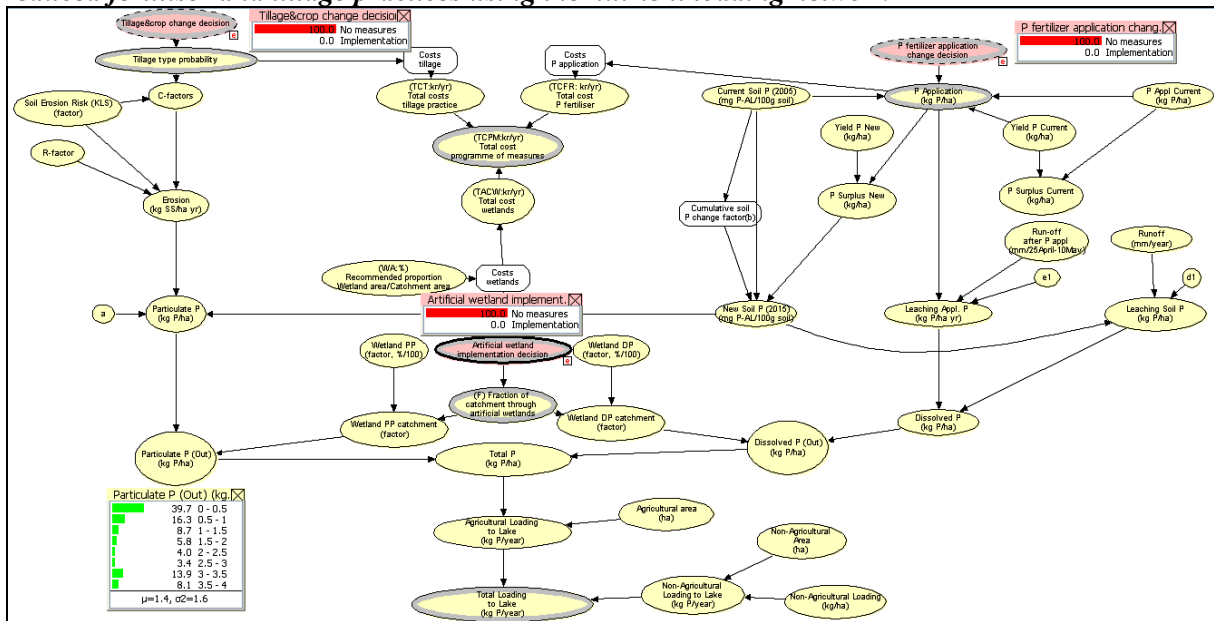 reduced fertiliser and tillage practices using the nutrient loading network
Tillage&crop change decision
e
Tillage&crop change decisio
100.0 No measures
0.0 Implementation
P fertilizer application
change decision
e
P fertilizer application chang.
100.0 No measures
0.0 Implementation
Tillage type probability
Costs
tillage
Costs
P application
Soil Erosion Risk (KLS)
(factor)
C-factors
(TCT:kr/yr)
Total costs
tillage practice
(TCFR: kr/yr)
Total cost
P fertiliser
Current Soil P (2005)
(mg P-AL/100g soil)
P Application
(kg P/ha)
P Appl Current
(kg P/ha)
R-factor
(TCPM:kr/yr)
Total cost
programme of measures
Yield P New
(kg/ha)
Yield P Current
(kg/ha)
Erosion
(kg SS/ha yr)
(TACW:kr/yr)
Total cost
wetlands
Cumulative soil
P change factor(b)
P Surplus New
(kg/ha)
P Surplus Current
(kg/ha)
Run-off
after P appl
(mm/25April-10May)
Runoff
(mm/year)
(WA:%)
Recommended proportion
Wetland area/Catchment area
Costs
wetlands
e1
d1
a
Particulate P
(kg P/ha)
Artificial wetland implement.
100.0 No measures
0.0 Implementation
New Soil P (2015)
(mg P-AL/100g soil)
Leaching Appl. P
(kg P/ha yr)
Leaching Soil P
(kg P/ha)
Wetland PP
(factor, %/100)
Artificial wetland
implementation decision
e
Wetland DP
(factor, %/100)
(F) Fraction of
catchment through
artificial wetlands
Wetland PP catchment
(factor)
Wetland DP catchment
(factor)
Dissolved P
(kg P/ha)
Particulate P (Out)
(kg P/ha)
Total P
(kg P/ha)
Dissolved P (Out)
(kg P/ha)
Particulate P (Out) (kg.
39.7 0 - 0.5
16.3 0.5 - 1
8.7 1 - 1.5
5.8 1.5 - 2
4.0 2 - 2.5
3.4 2.5 - 3
13.9 3 - 3.5
8.1 3.5 - 4
μ=1.4, σ2=1.6
Agricultural Loading
to Lake
(kg P/year)
Agricultural area
(ha)
Non-Agricultural
Area
(ha)
Total Loading
to Lake
(kg P/year)
Non-Agricultural
Loading to Lake
(kg P/year)
Non-Agricultural Loading
(kg/ha)